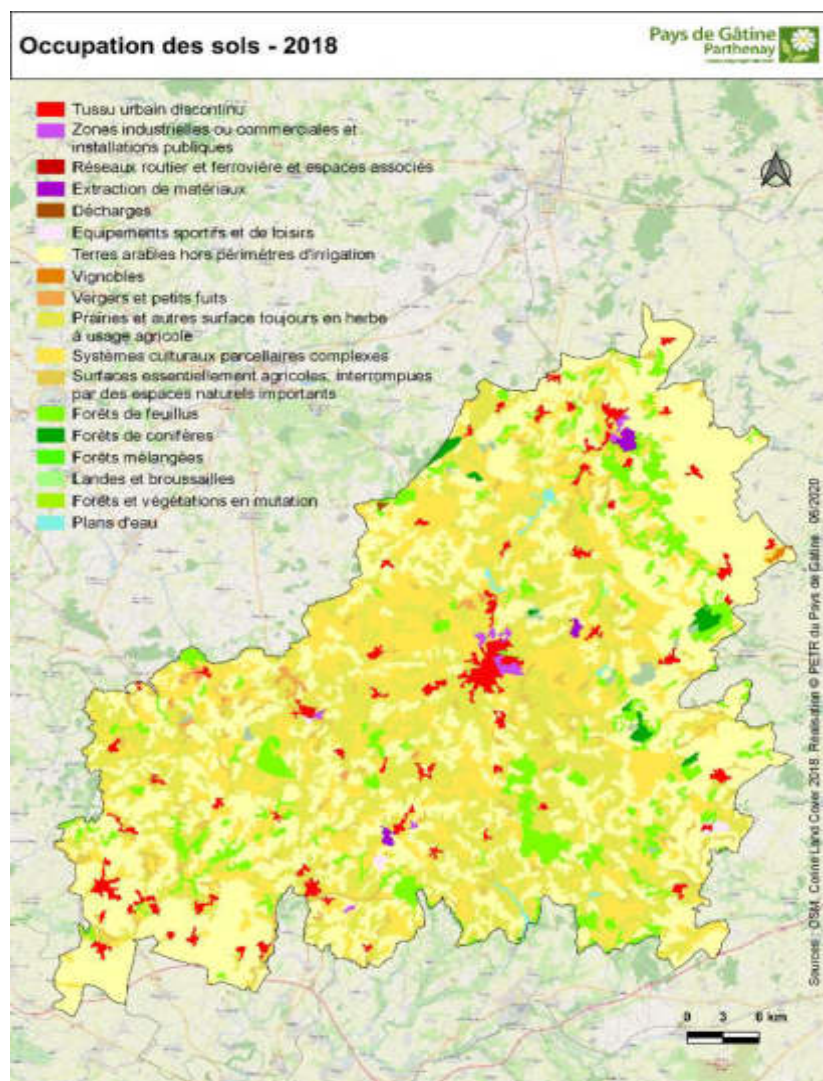 Occupation des sols - 2018
Pays de Gâtine
Parthenay
Tussu urbain discontinu
Zones industrielles ou commerciales et
installations publiques
Réseaux routier et ferrovière et espaces associés
Extraction de matériaux
Décharges
Equipements sportifs et de loisirs
Terres arables hors périmètres d'irrigation
Vignobles
Vergers et petits fuits
Prairies et autres surface toujours en herbe
à usage agricole
Systèmes culturaux parcellaires complexes
Surfaces essentiellement agricoles, interrompues
par des espaces naturels importants
Forêts de feuillus
Forêts de conifères
Forêts mélangées
Landes et broussailles
Forêts et végétations en mutation
Plans d'eau
Sources : OSM, Corine Land Cover 2018. Réalisation © PETR du Pays de Gâtine - 06/2020
0 3 6 km